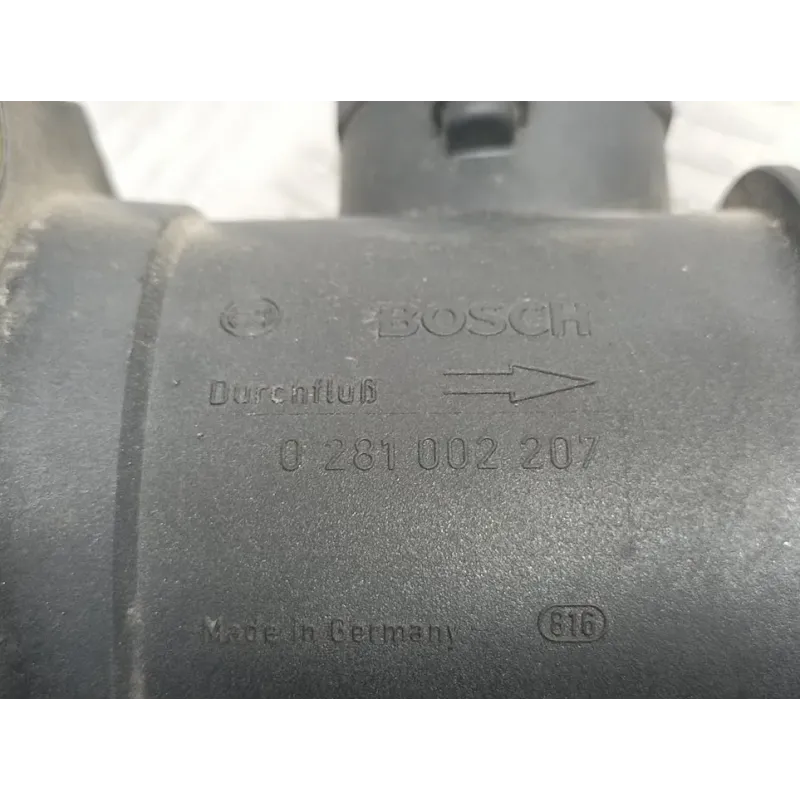 BOSCH
Durchfluß
0 281 002 207
Made in Germany 816